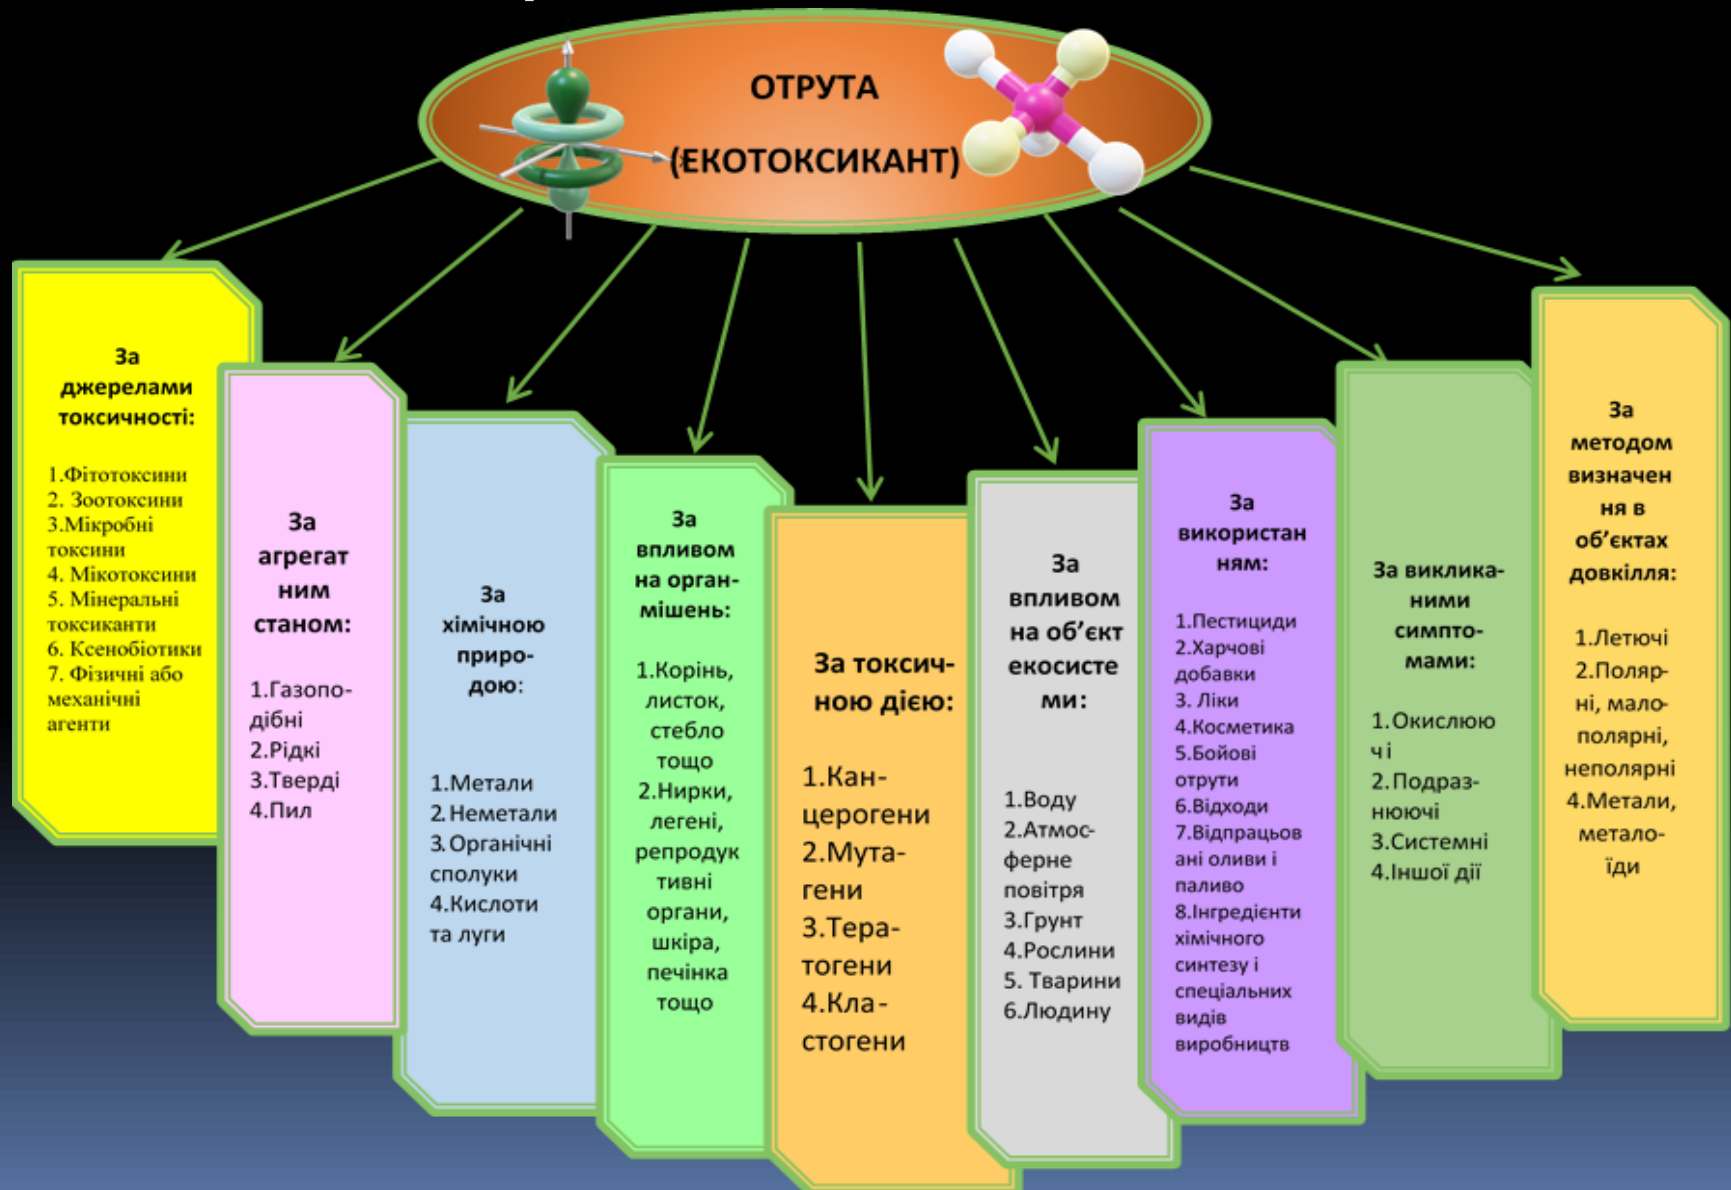 ОТРУТА
(ЕКОТОКСИКАНТ)
За
джерелами
токсичності:
1.Фітотоксини
2. Зоотоксини
3.Мікробні
токсини
4. Мікотоксини
5. Мінеральні
токсиканти
6. Ксенобіотики
7. Фізичні або
механічні
агенти
За
агрегат
ним
станом:
1.Газопо-
дібні
2.Рідкі
3.Тверді
4.Пил
За
хімічною
приро-
дою:
1.Метали
2.Неметали
3.Органічні
сполуки
4.Кислоти
та луги
За
впливом
на орган-
мішень:
1.Корінь,
листок,
стебло
тощо
2.Нирки,
легені,
репродук
тивні
органи,
шкіра,
печінка
тощо
За токсич-
ною дією:
1.Кан-
церогени
2.Мута-
гени
3.Тера-
тогени
4.Кла-
стогени
За
впливом
на об’єкт
екосисте
ми:
1.Воду
2.Атмос-
ферне
повітря
3.Грунт
4.Рослини
5. Тварини
6.Людину
За
використан
ням:
1.Пестициди
2.Харчові
добавки
3. Ліки
4.Косметика
5.Бойові
отрути
6.Відходи
7.Відпрацьов
ані оливи і
паливо
8.Інгредієнти
хімічного
синтезу і
спеціальних
видів
виробництв
За виклика-
ними
симпто-
мами:
1.Окислюю
чі
2.Подраз-
нюючі
3.Системні
4.Іншої дії
За
методом
визначен
ня в
об’єктах
довкілля:
1.Летючі
2.Поляр-
ні, мало-
полярні,
неполярні
4.Метали,
метало-
їди